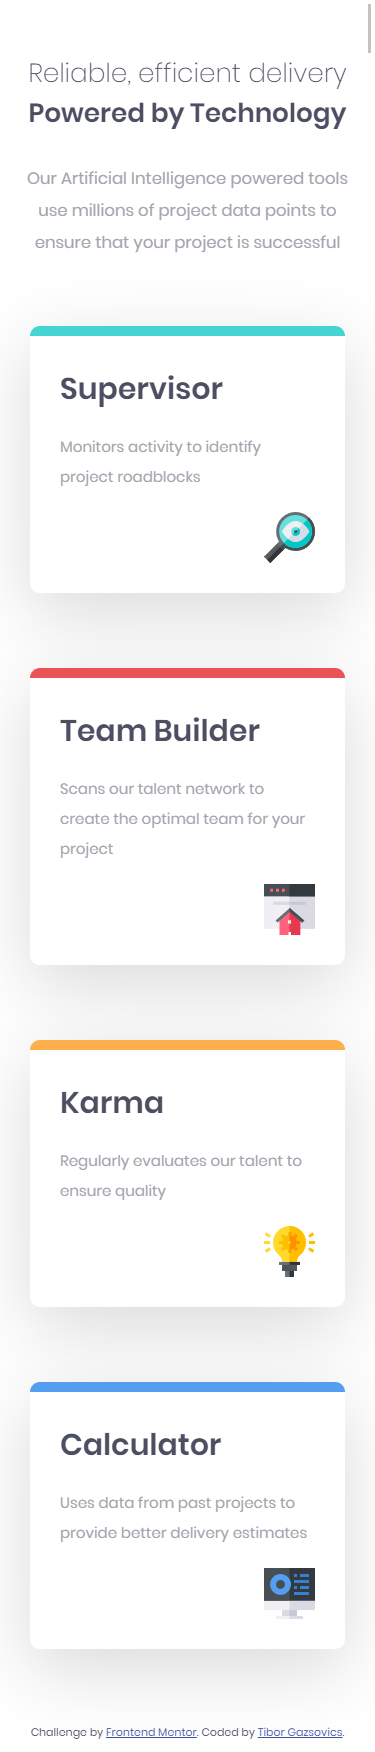 Reliable, efficient delivery
Powered by Technology
Our Artificial Intelligence powered tools
use millions of project data points to
ensure that your project is successful
Supervisor
Monitors activity to identify
project roadblocks
Team Builder
Scans our talent network to
create the optimal team for your
project
Karma
Regularly evaluates our talent to
ensure quality
Calculator
Uses data from past projects to
provide better delivery estimates
Challenge by Frontend Mentor. Coded by Tibor Gazsovics.